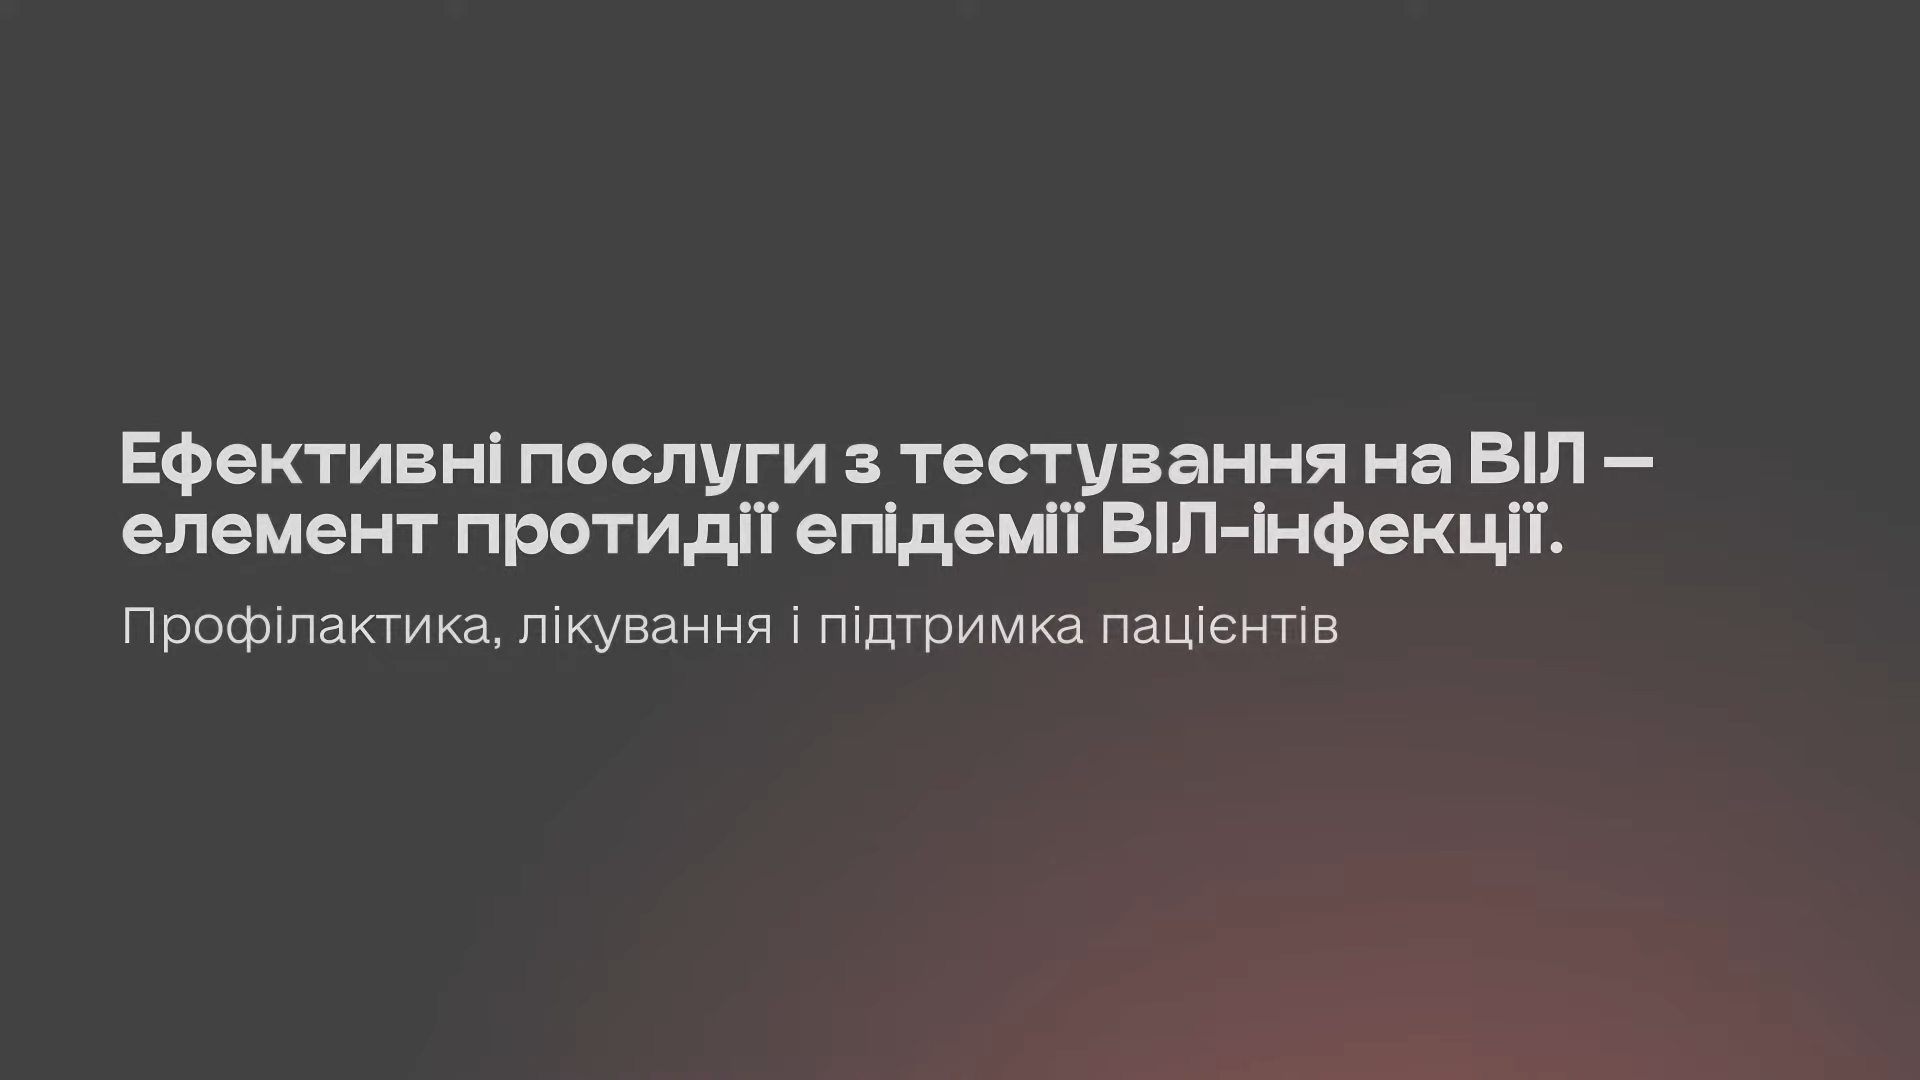 Ефективні послуги з тестування на ВІЛ —
елемент протидії епідемії ВІЛ-інфекції.
Профілактика, лікування і підтримка пацієнтів